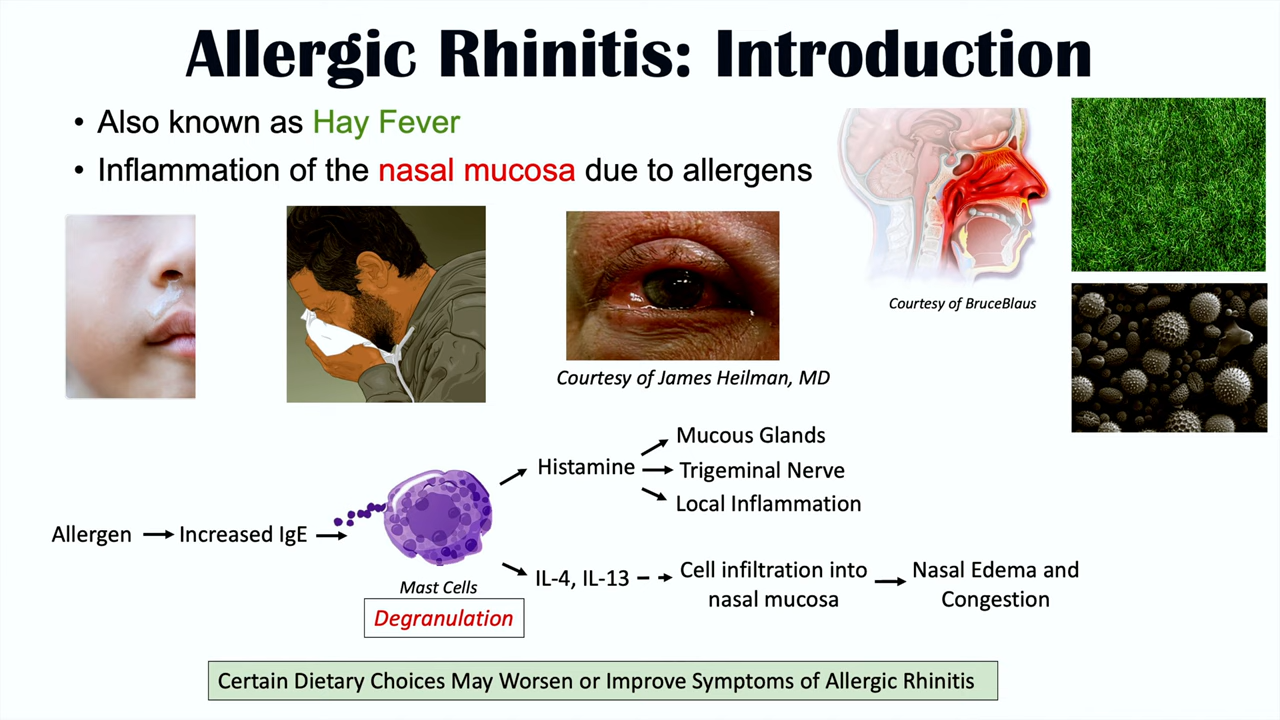 Allergic Rhinitis: Introduction
• Also known as Hay Fever
• Inflammation of the nasal mucosa due to allergens
Courtesy of BruceBlaus
Courtesy of James Heilman, MD
Mucous Glands
Histamine
Trigeminal Nerve
Local Inflammation
Allergen
Increased IgE
Mast Cells
Degranulation
IL-4, IL-13
Cell infiltration into
nasal mucosa
Nasal Edema and
Congestion
Certain Dietary Choices May Worsen or Improve Symptoms of Allergic Rhinitis